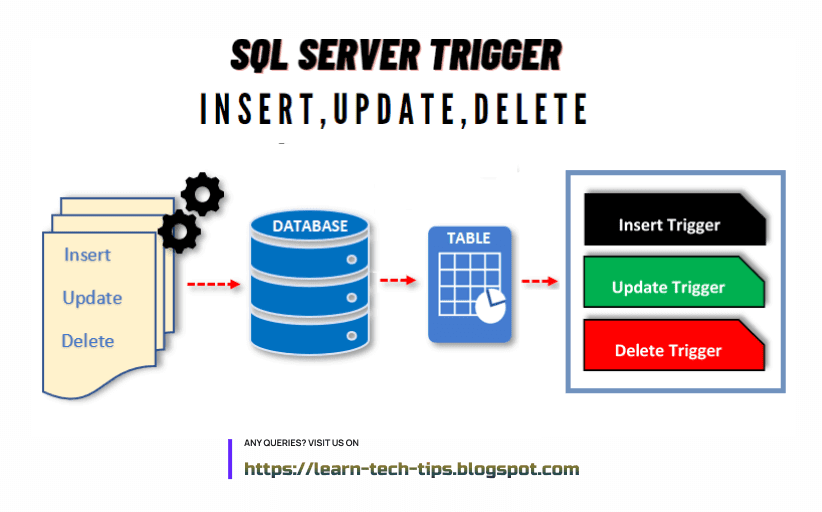 SQL SERVER TRIGGER
INSERT,UPDATE,DELETE
Insert
Update
Delete
DATABASE
TABLE
Insert Trigger
Update Trigger
Delete Trigger
ANY QUERIES? VISIT US ON
https://learn-tech-tips.blogspot.com